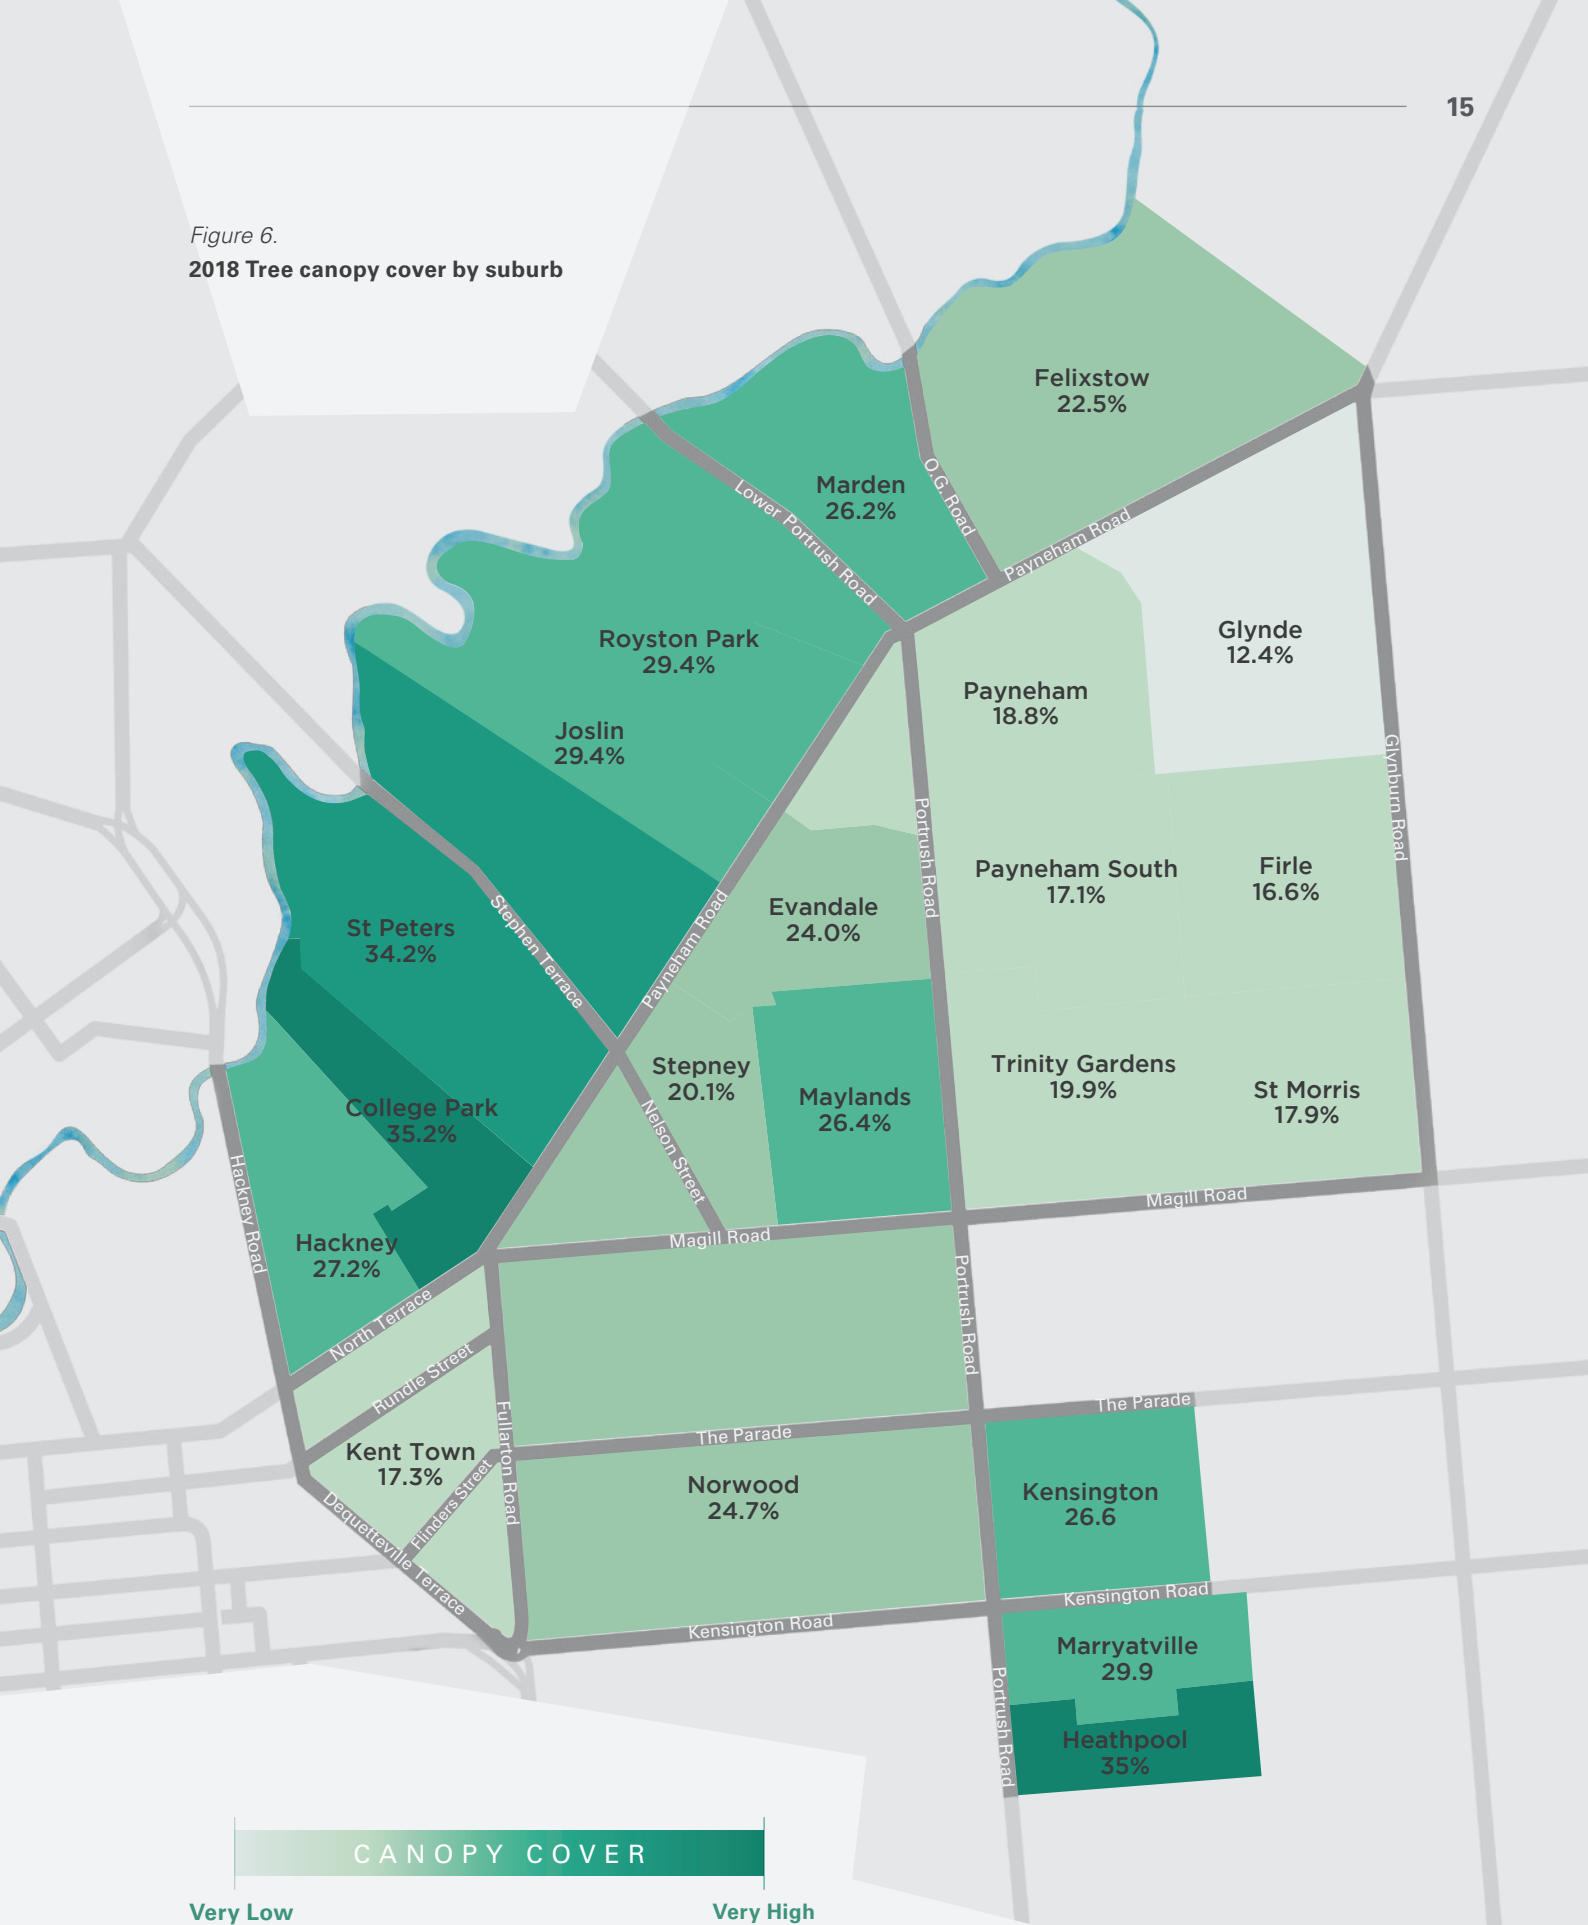 15
Figure 6.
2018 Tree canopy cover by suburb
Felixstow
22.5%
Marden
26.2%
O.G. Road
Lower Portrush Road
Payneham Road
Glynde
12.4%
Royston Park
29.4%
Payneham
18.8%
Joslin
29.4%
Glynburn Road
Portrush Road
Payneham South
17.1%
Firle
16.6%
Evandale
24.0%
St Peters
34.2%
Stephen Terrace
Payneham Road
Stepney
20.1%
Maylands
26.4%
Trinity Gardens
19.9%
St Morris
17.9%
College Park
35.2%
Nelson Street
Hackney Road
Magill Road
Magill Road
Hackney
27.2%
North Terrace
Rundle Street
Portrush Road
The Parade
The Parade
Kent Town
17.3%
Fullarton Road
Flinders Street
Dequetteville Terrace
Norwood
24.7%
Kensington
26.6
Kensington Road
Kensington Road
Marryatville
29.9
Portrush Road
Heathpool
35%
CANOPY COVER
Very Low
Very High